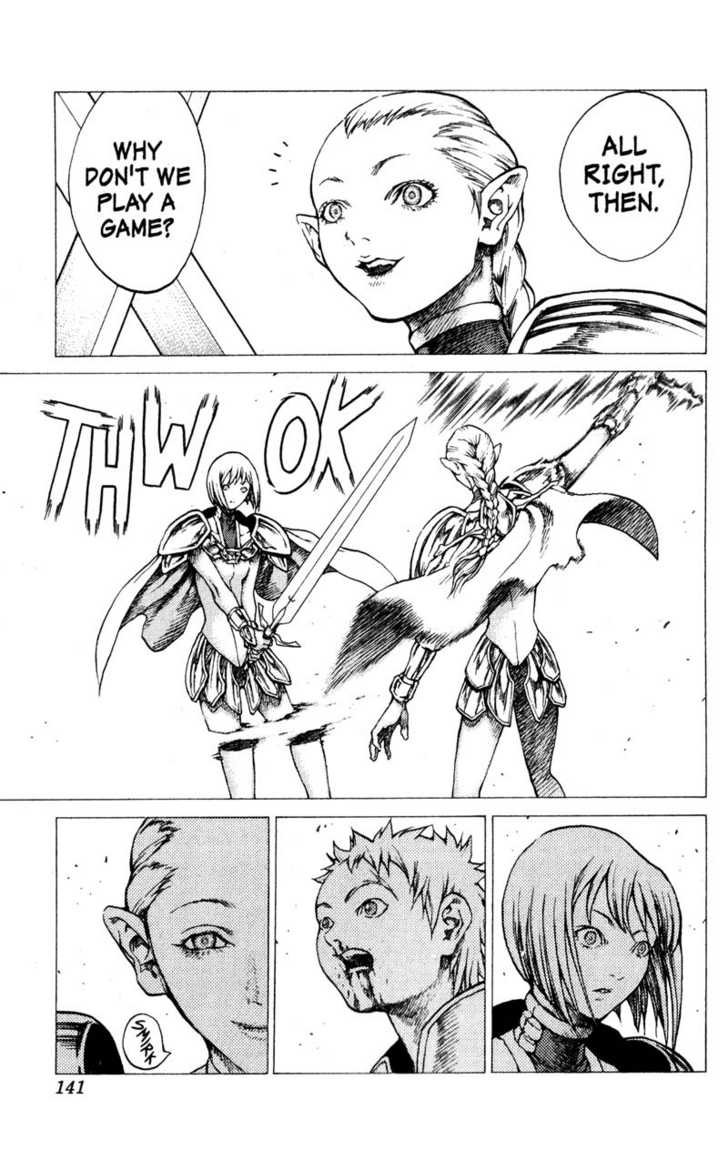 ALL
RIGHT,
THEN.
WHY
DON'T WE
PLAY A
GAME?
THWOK
SMIRK
141